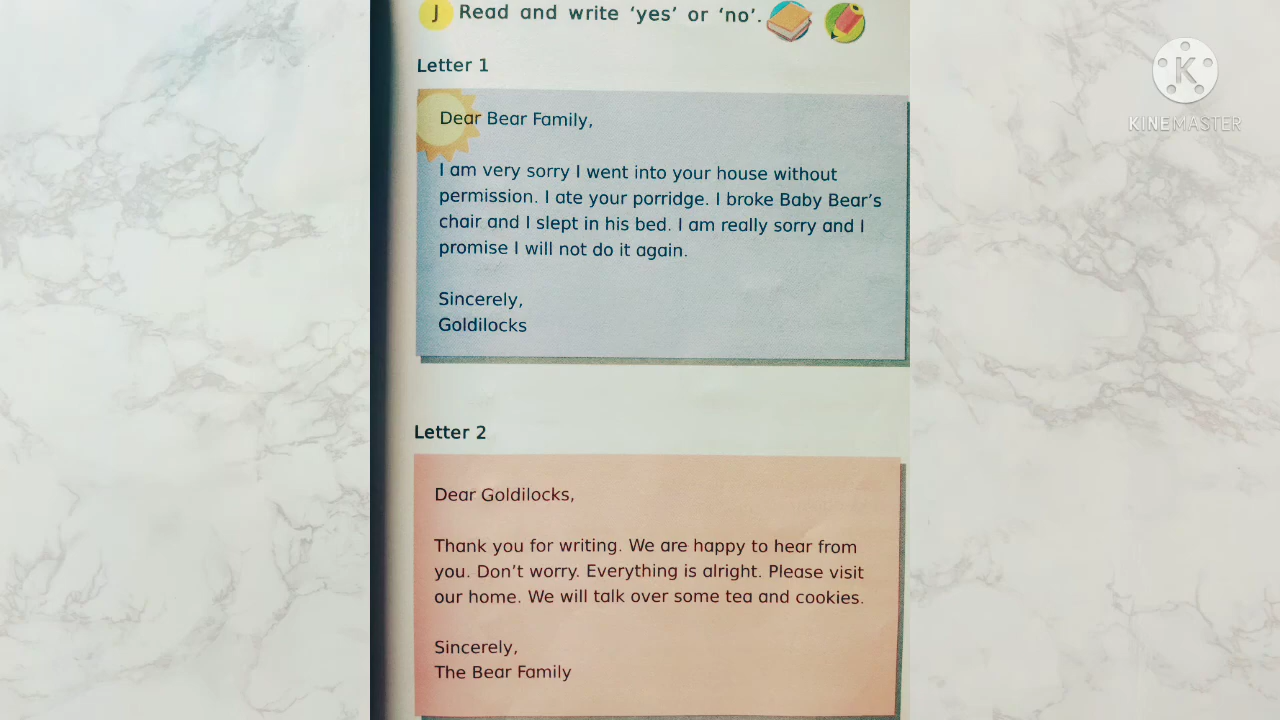 J Read and write ‘yes’ or ‘no’.
Letter 1
Dear Bear Family,
I am very sorry I went into your house without
permission. I ate your porridge. I broke Baby Bear’s
chair and I slept in his bed. I am really sorry and I
promise I will not do it again.
Sincerely,
Goldilocks
Letter 2
Dear Goldilocks,
Thank you for writing. We are happy to hear from
you. Don’t worry. Everything is alright. Please visit
our home. We will talk over some tea and cookies.
Sincerely,
The Bear Family
K
KINEMASTER